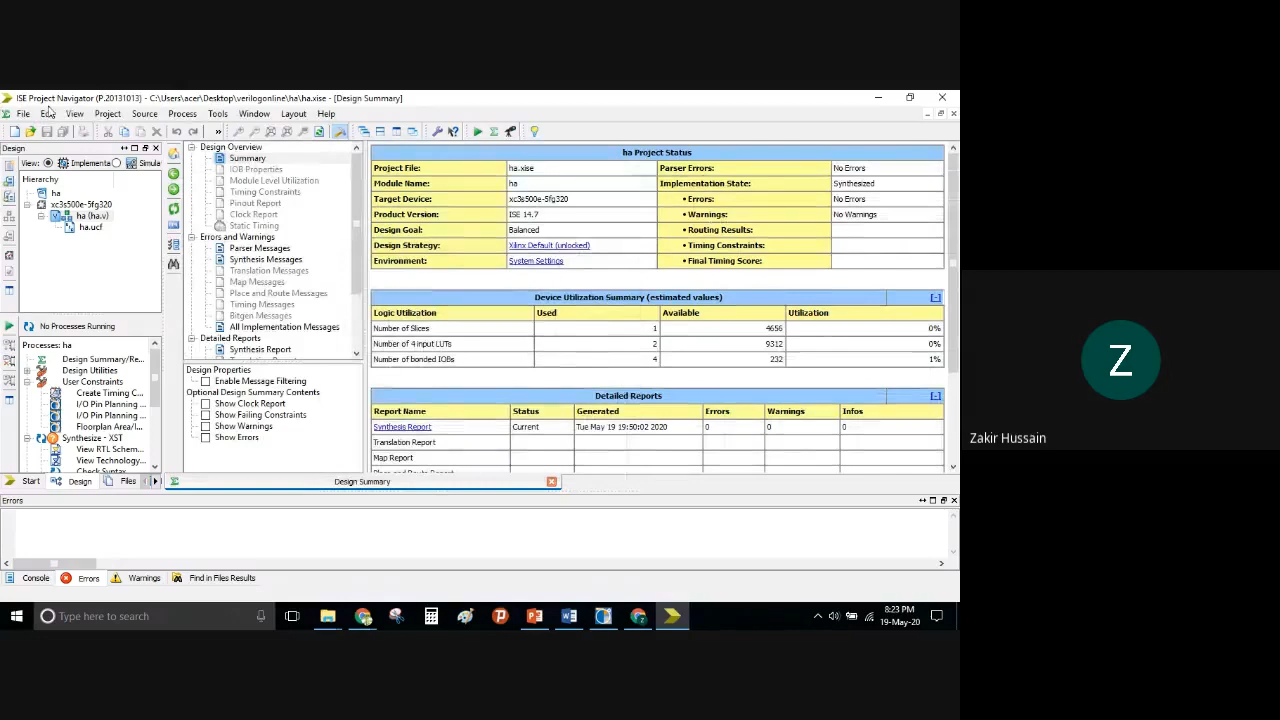 ISE Project Navigator (P.20131013) - C:\Users\acer\Desktop\verilogonline\ha\ha.xise - [Design Summary]
File View Project Source Process Tools Window Layout Help
Design
View: Implementa Simula
Hierarchy
ha
xc3s500e-5fg320
ha (ha.v)
ha.ucf
No Processes Running
Processes: ha
Design Summary/Re...
Design Utilities
User Constraints
Create Timing C...
I/O Pin Planning
I/O Pin Planning
Floorplan Area/I
Synthesize - XST
View RTL Schem...
View Technology...
Check Syntax
Start Design Files
Design Overview
Summary
IOB Properties
Module Level Utilization
Timing Constraints
Pinout Report
Clock Report
Static Timing
Errors and Warnings
Parser Messages
Synthesis Messages
Translation Messages
Map Messages
Place and Route Messages
Timing Messages
Bitgen Messages
All Implementation Messages
Detailed Reports
Synthesis Report
Design Properties
Enable Message Filtering
Optional Design Summary Contents
Show Clock Report
Show Failing Constraints
Show Warnings
Show Errors
ha Project Status
Project File: ha.xise Parser Errors: No Errors
Module Name: ha Implementation State: Synthesized
Target Device: xc3s500e-5fg320 • Errors: No Errors
Product Version: ISE 14.7 • Warnings: No Warnings
Design Goal: Balanced • Routing Results:
Design Strategy: Xilinx Default (unlocked) • Timing Constraints:
Environment: System Settings • Final Timing Score:
Device Utilization Summary (estimated values) [-]
Logic Utilization Used Available Utilization
Number of Slices 1 4656 0%
Number of 4 input LUTs 2 9312 0%
Number of bonded IOBs 4 232 1%
Detailed Reports [-]
Report Name Status Generated Errors Warnings Infos
Synthesis Report Current Tue May 19 19:50:02 2020 0 0 0
Translation Report
Map Report
Design Summary
Errors
Console Errors Warnings Find in Files Results
Type here to search
8:23 PM
19-May-20
Z
Zakir Hussain